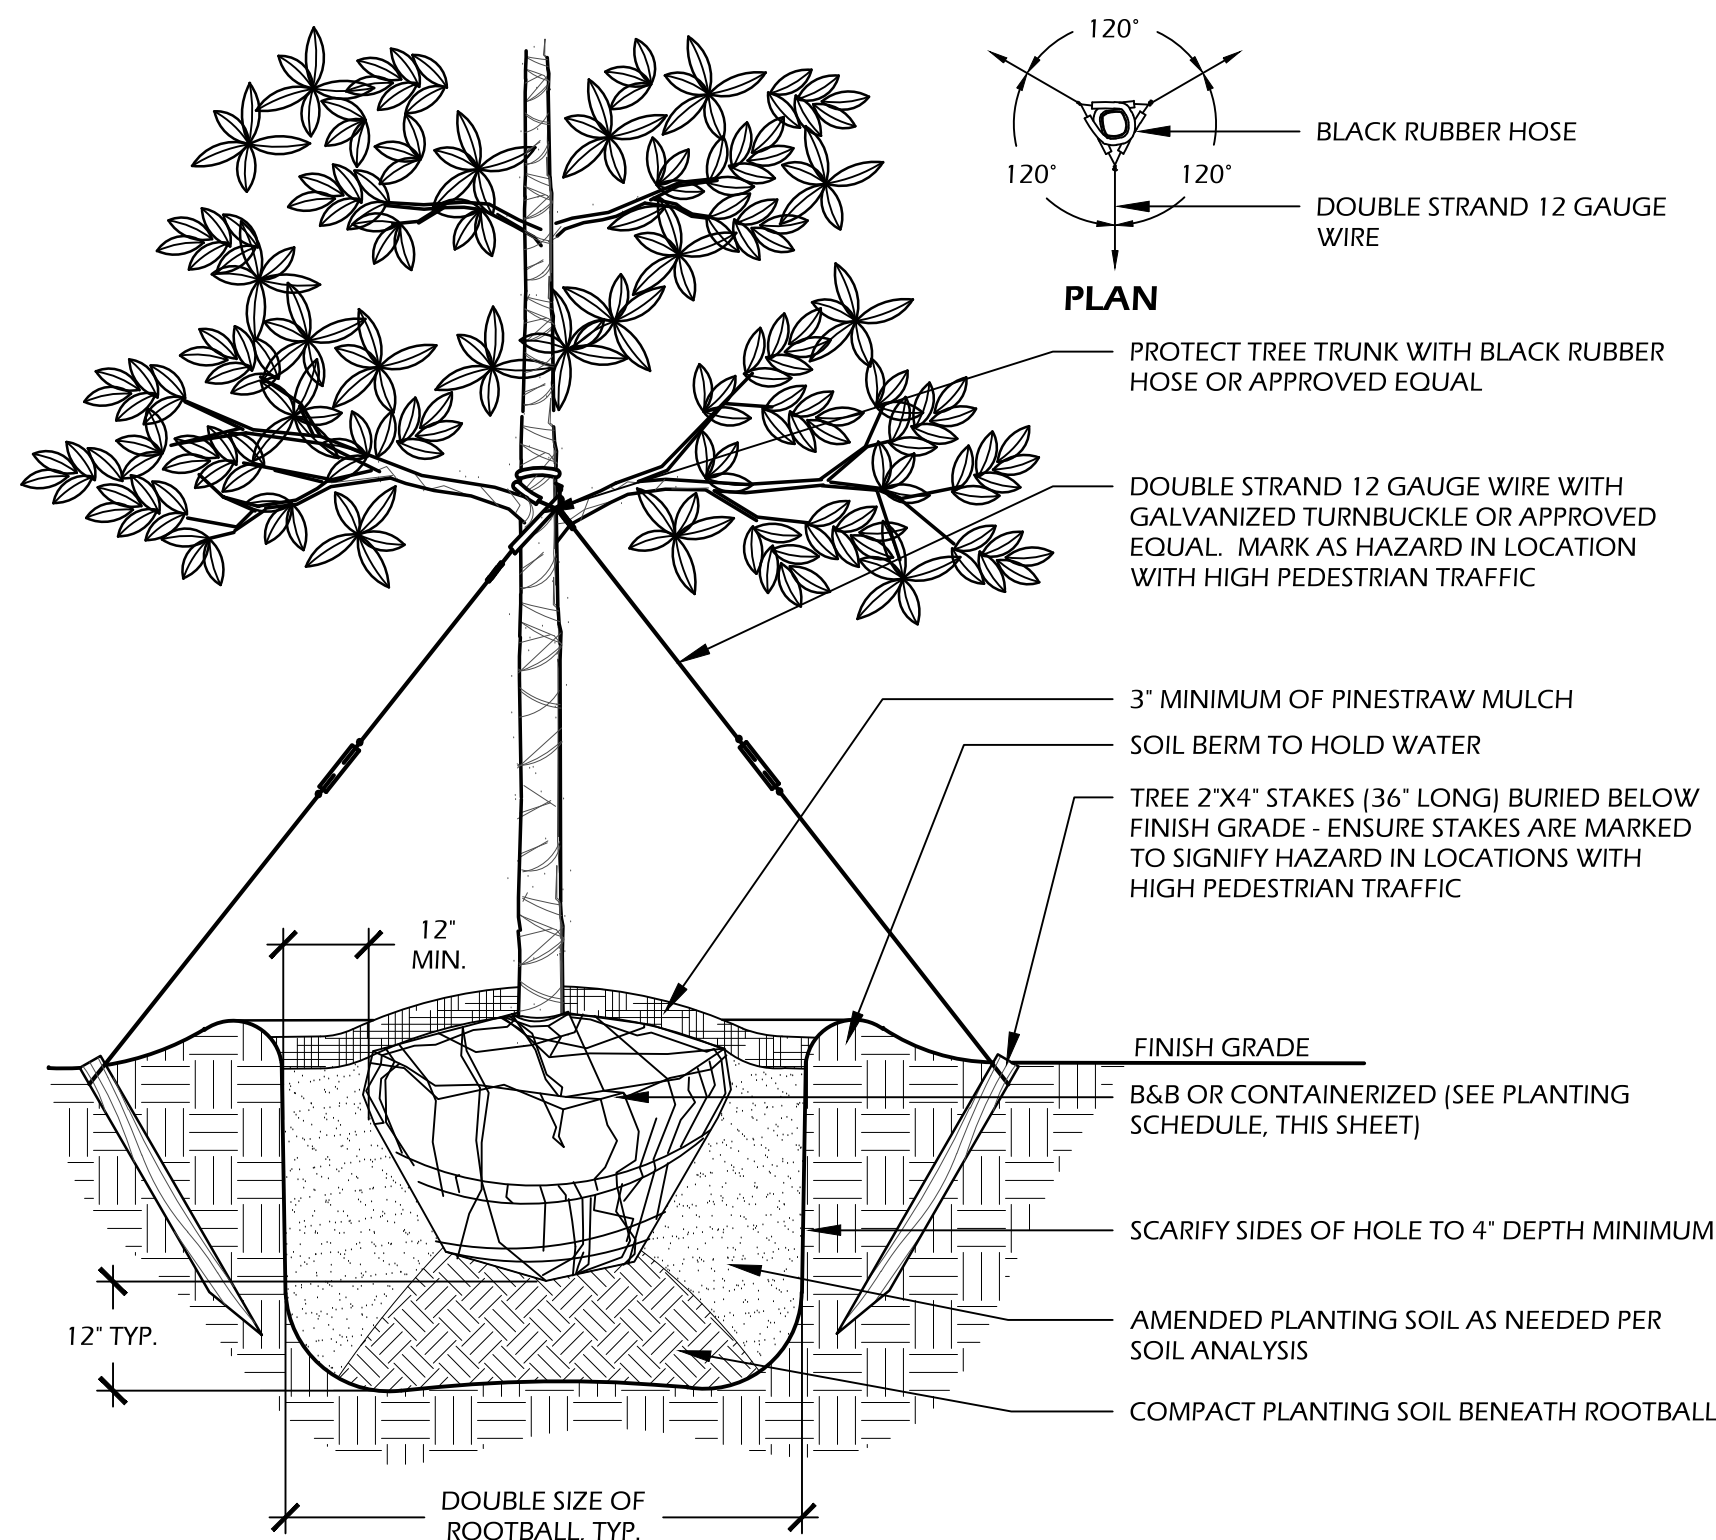 120°
BLACK RUBBER HOSE
120°
120°
DOUBLE STRAND 12 GAUGE
WIRE
PLAN
PROTECT TREE TRUNK WITH BLACK RUBBER
HOSE OR APPROVED EQUAL
DOUBLE STRAND 12 GAUGE WIRE WITH
GALVANIZED TURNBUCKLE OR APPROVED
EQUAL. MARK AS HAZARD IN LOCATION
WITH HIGH PEDESTRIAN TRAFFIC
3" MINIMUM OF PINESTRAW MULCH
SOIL BERM TO HOLD WATER
TREE 2"X4" STAKES (36" LONG) BURIED BELOW
FINISH GRADE - ENSURE STAKES ARE MARKED
TO SIGNIFY HAZARD IN LOCATIONS WITH
HIGH PEDESTRIAN TRAFFIC
12"
MIN.
FINISH GRADE
B&B OR CONTAINERIZED (SEE PLANTING
SCHEDULE, THIS SHEET)
SCARIFY SIDES OF HOLE TO 4" DEPTH MINIMUM
12" TYP.
AMENDED PLANTING SOIL AS NEEDED PER
SOIL ANALYSIS
COMPACT PLANTING SOIL BENEATH ROOTBALL
DOUBLE SIZE OF
ROOTBALL, TYP.